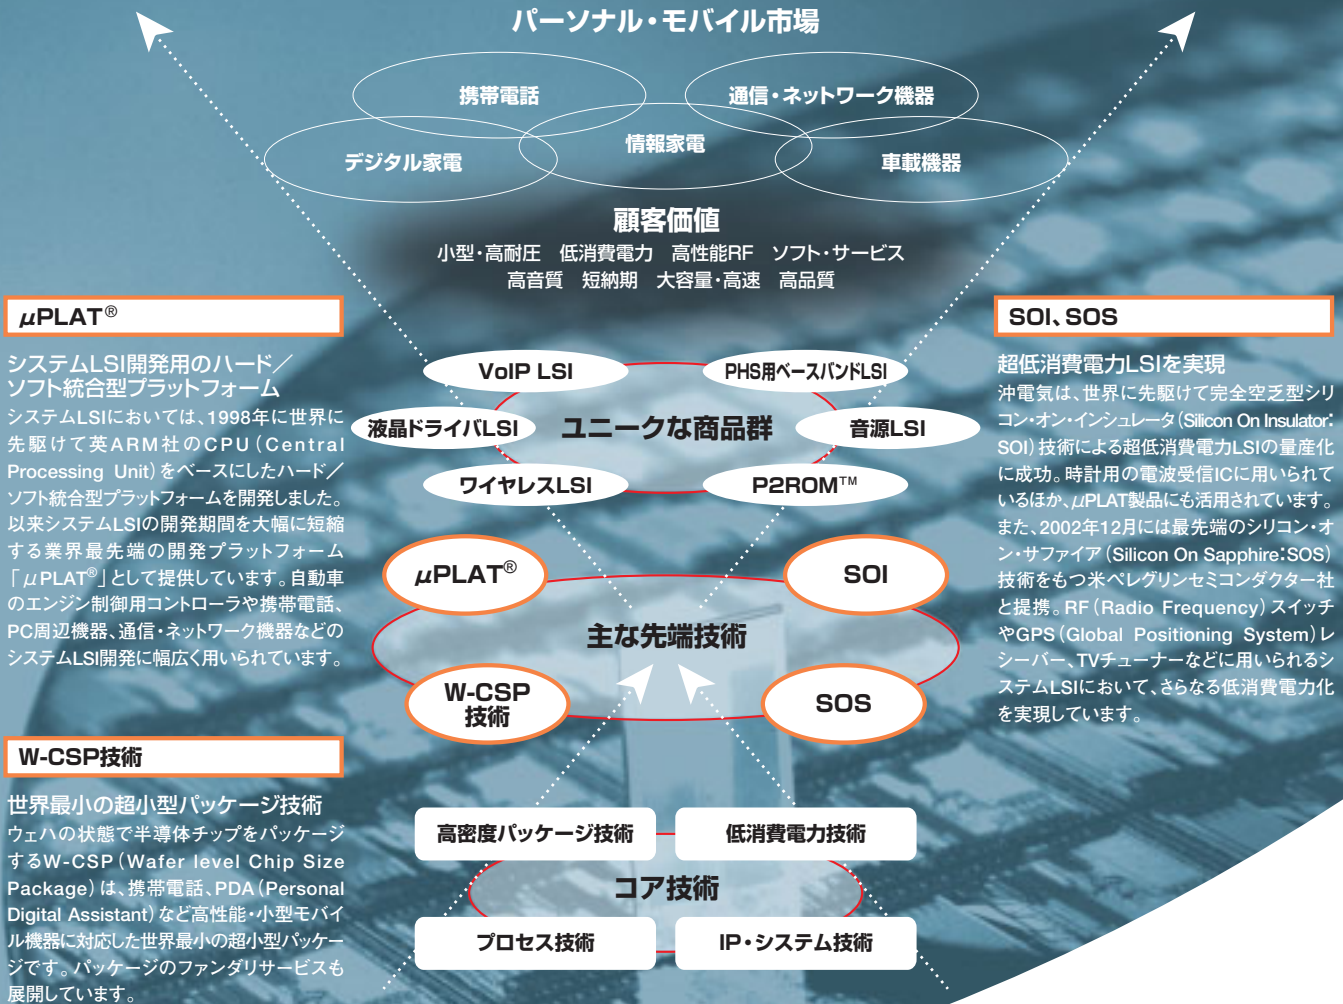 パーソナル・モバイル市場
携帯電話
通信・ネットワーク機器
情報家電
デジタル家電
車載機器
顧客価値
小型・高耐圧 低消費電力 高性能RF ソフト・サービス
高音質 短納期 大容量・高速 高品質
μPLAT®
システムLSI開発用のハード／
ソフト統合型プラットフォーム
システムLSIにおいては、1998年に世界に
先駆けて英ARM社のCPU（Central
Processing Unit）をベースにしたハード／
ソフト統合型プラットフォームを開発しました。
以来システムLSIの開発期間を大幅に短縮
する業界最先端の開発プラットフォーム
「μPLAT®」として提供しています。自動車
のエンジン制御用コントローラや携帯電話、
PC周辺機器、通信・ネットワーク機器などの
システムLSI開発に幅広く用いられています。
W-CSP技術
世界最小の超小型パッケージ技術
ウェハの状態で半導体チップをパッケージ
するW-CSP（Wafer level Chip Size
Package）は、携帯電話、PDA（Personal
Digital Assistant）など高性能・小型モバイ
ル機器に対応した世界最小の超小型パッケー
ジです。パッケージのファンダリサービスも
展開しています。
VoIP LSI
PHS用ベースバンドLSI
液晶ドライバLSI
ユニークな商品群
音源LSI
ワイヤレスLSI
P2ROM™
μPLAT®
SOI
主な先端技術
W-CSP
技術
SOS
高密度パッケージ技術
低消費電力技術
コア技術
プロセス技術
IP・システム技術
SOI、SOS
超低消費電力LSIを実現
沖電気は、世界に先駆けて完全空乏型シリ
コン・オン・インシュレータ（Silicon On Insulator:
SOI）技術による超低消費電力LSIの量産化
に成功。時計用の電波受信ICに用いられて
いるほか、μPLAT製品にも活用されています。
また、2002年12月には最先端のシリコン・オ
ン・サファイア（Silicon On Sapphire:SOS）
技術をもつ米ペレグリンセミコンダクター社
と提携。RF（Radio Frequency）スイッチ
やGPS（Global Positioning System）レ
シーバー、TVチューナーなどに用いられるシ
ステムLSIにおいて、さらなる低消費電力化
を実現しています。